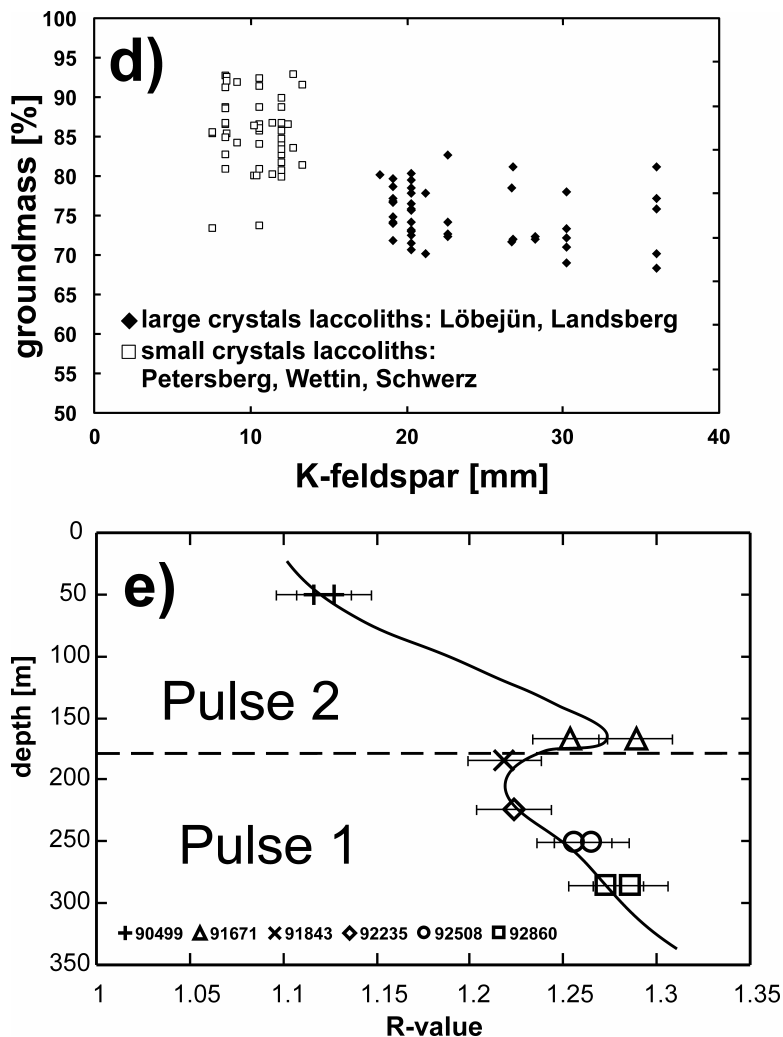 d)
100
95
90
85
80
75
70
65
60
55
50
groundmass [%]
◆ large crystals laccoliths: Löbejün, Landsberg
□ small crystals laccoliths:
Petersberg, Wettin, Schwerz
0 10 20 30 40
K-feldspar [mm]
e)
0
50
100
150
200
250
300
350
depth [m]
Pulse 2
Pulse 1
90499 91671 91843 92235 92508 92860
1 1.05 1.1 1.15 1.2 1.25 1.3 1.35
R-value